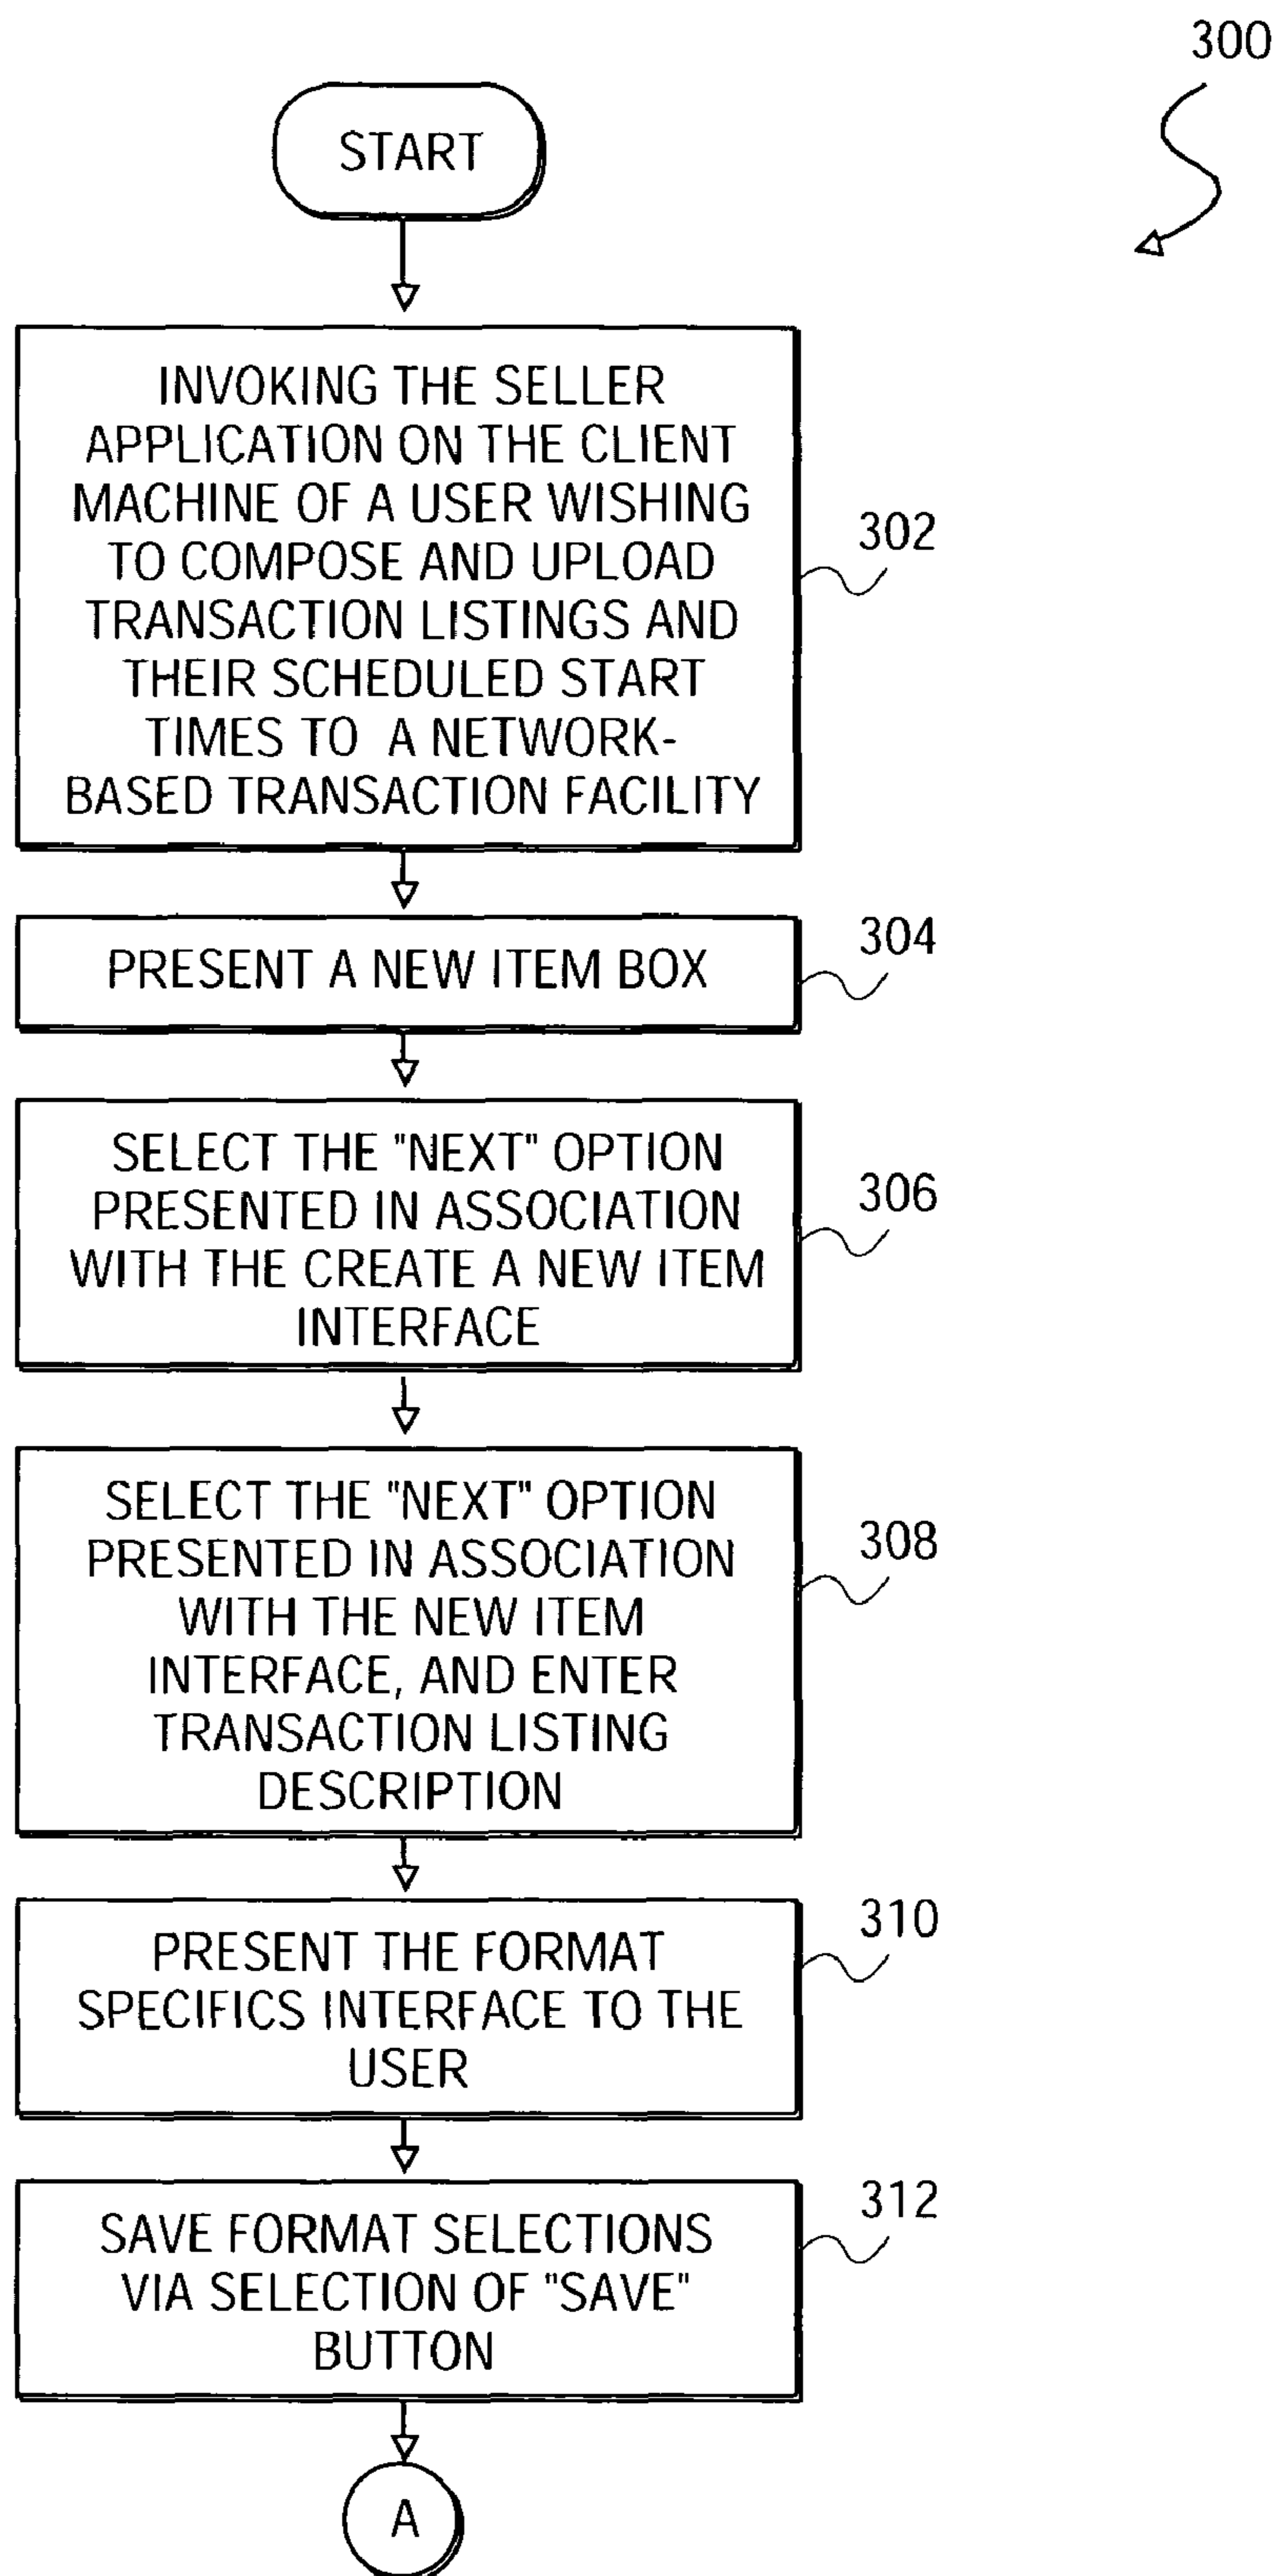 300
START
INVOKING THE SELLER
APPLICATION ON THE CLIENT
MACHINE OF A USER WISHING
TO COMPOSE AND UPLOAD
TRANSACTION LISTINGS AND
THEIR SCHEDULED START
TIMES TO A NETWORK-
BASED TRANSACTION FACILITY
302
PRESENT A NEW ITEM BOX
304
SELECT THE "NEXT" OPTION
PRESENTED IN ASSOCIATION
WITH THE CREATE A NEW ITEM
INTERFACE
306
SELECT THE "NEXT" OPTION
PRESENTED IN ASSOCIATION
WITH THE NEW ITEM
INTERFACE, AND ENTER
TRANSACTION LISTING
DESCRIPTION
308
PRESENT THE FORMAT
SPECIFICS INTERFACE TO THE
USER
310
SAVE FORMAT SELECTIONS
VIA SELECTION OF "SAVE"
BUTTON
312
A